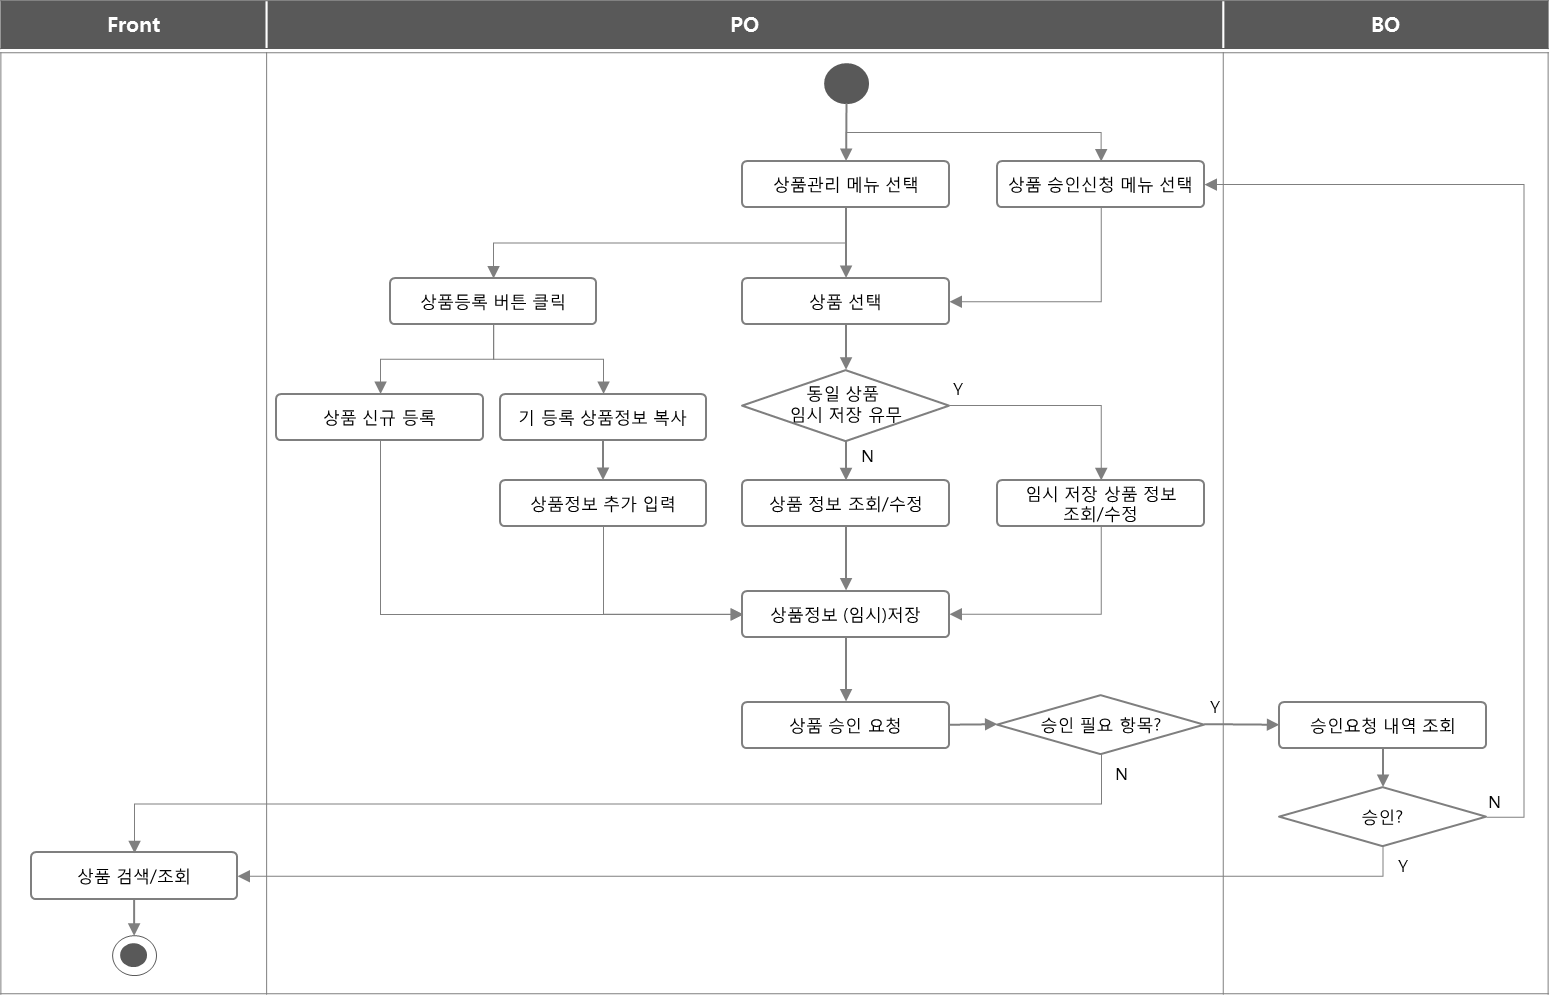 Front
PO
BO
상품관리 메뉴 선택
상품 승인신청 메뉴 선택
상품등록 버튼 클릭
상품 선택
동일 상품
임시 저장 유무
Y
상품 신규 등록
기 등록 상품정보 복사
N
상품정보 추가 입력
상품 정보 조회/수정
임시 저장 상품 정보
조회/수정
상품정보 (임시)저장
상품 승인 요청
승인 필요 항목?
Y
승인요청 내역 조회
N
승인?
N
Y
상품 검색/조회